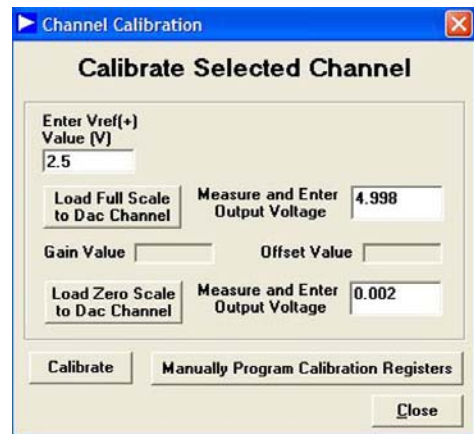 Channel Calibration
Calibrate Selected Channel
Enter Vref(+)
Value (V)
2.5
Load Full Scale
to Dac Channel
Measure and Enter
Output Voltage
4.998
Gain Value
Offset Value
Load Zero Scale
to Dac Channel
Measure and Enter
Output Voltage
0.002
Calibrate
Manually Program Calibration Registers
Close